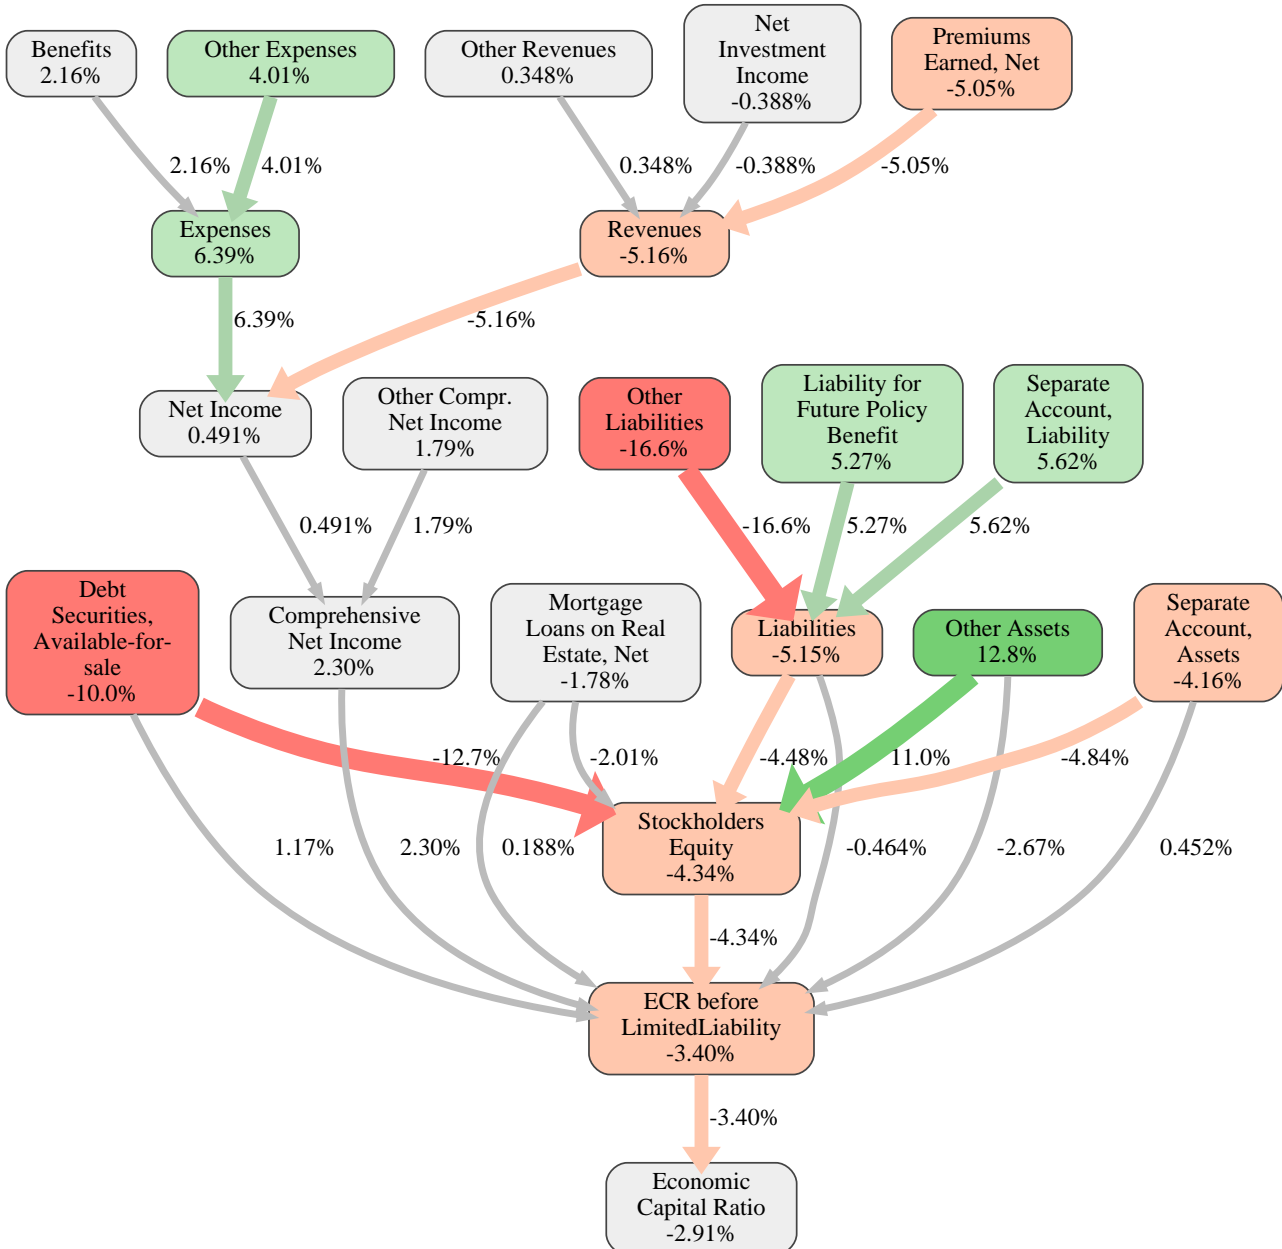 Benefits
2.16%
Other Expenses
4.01%
Other Revenues
0.348%
Net
Investment
Income
-0.388%
Premiums
Earned, Net
-5.05%
2.16%
4.01%
0.348%
-0.388%
-5.05%
Expenses
6.39%
Revenues
-5.16%
6.39%
-5.16%
Net Income
0.491%
Other Compr.
Net Income
1.79%
Other
Liabilities
-16.6%
Liability for
Future Policy
Benefit
5.27%
Separate
Account,
Liability
5.62%
0.491%
1.79%
-16.6%
5.27%
5.62%
Debt
Securities,
Available-for-
sale
-10.0%
Comprehensive
Net Income
2.30%
Mortgage
Loans on Real
Estate, Net
-1.78%
Liabilities
-5.15%
Other Assets
12.8%
Separate
Account,
Assets
-4.16%
-12.7%
-2.01%
-4.48%
11.0%
-4.84%
1.17%
2.30%
0.188%
Stockholders
Equity
-4.34%
-0.464%
-2.67%
0.452%
-4.34%
ECR before
LimitedLiability
-3.40%
-3.40%
Economic
Capital Ratio
-2.91%